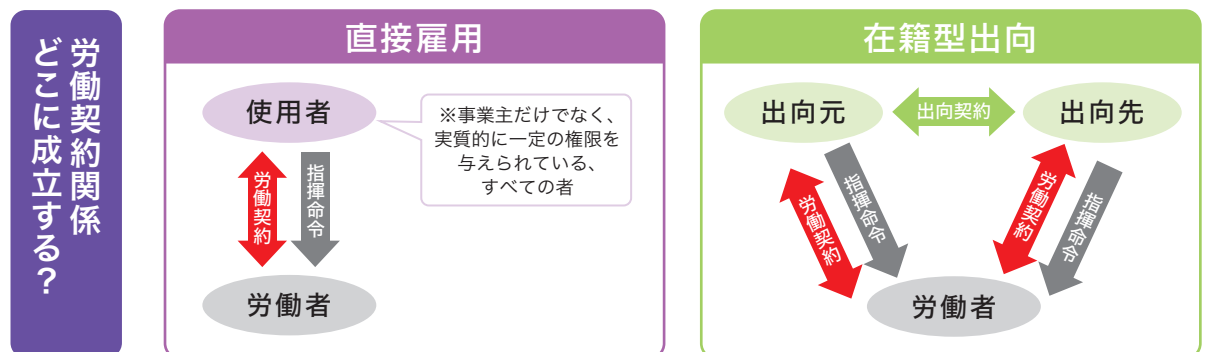 労働契約関係
どこに成立する？
直接雇用
使用者
※事業主だけでなく、
実質的に一定の権限を
与えられている、
すべての者
労働契約
指揮命令
労働者
在籍型出向
出向元
出向契約
出向先
労働契約
指揮命令
労働契約
指揮命令
労働者